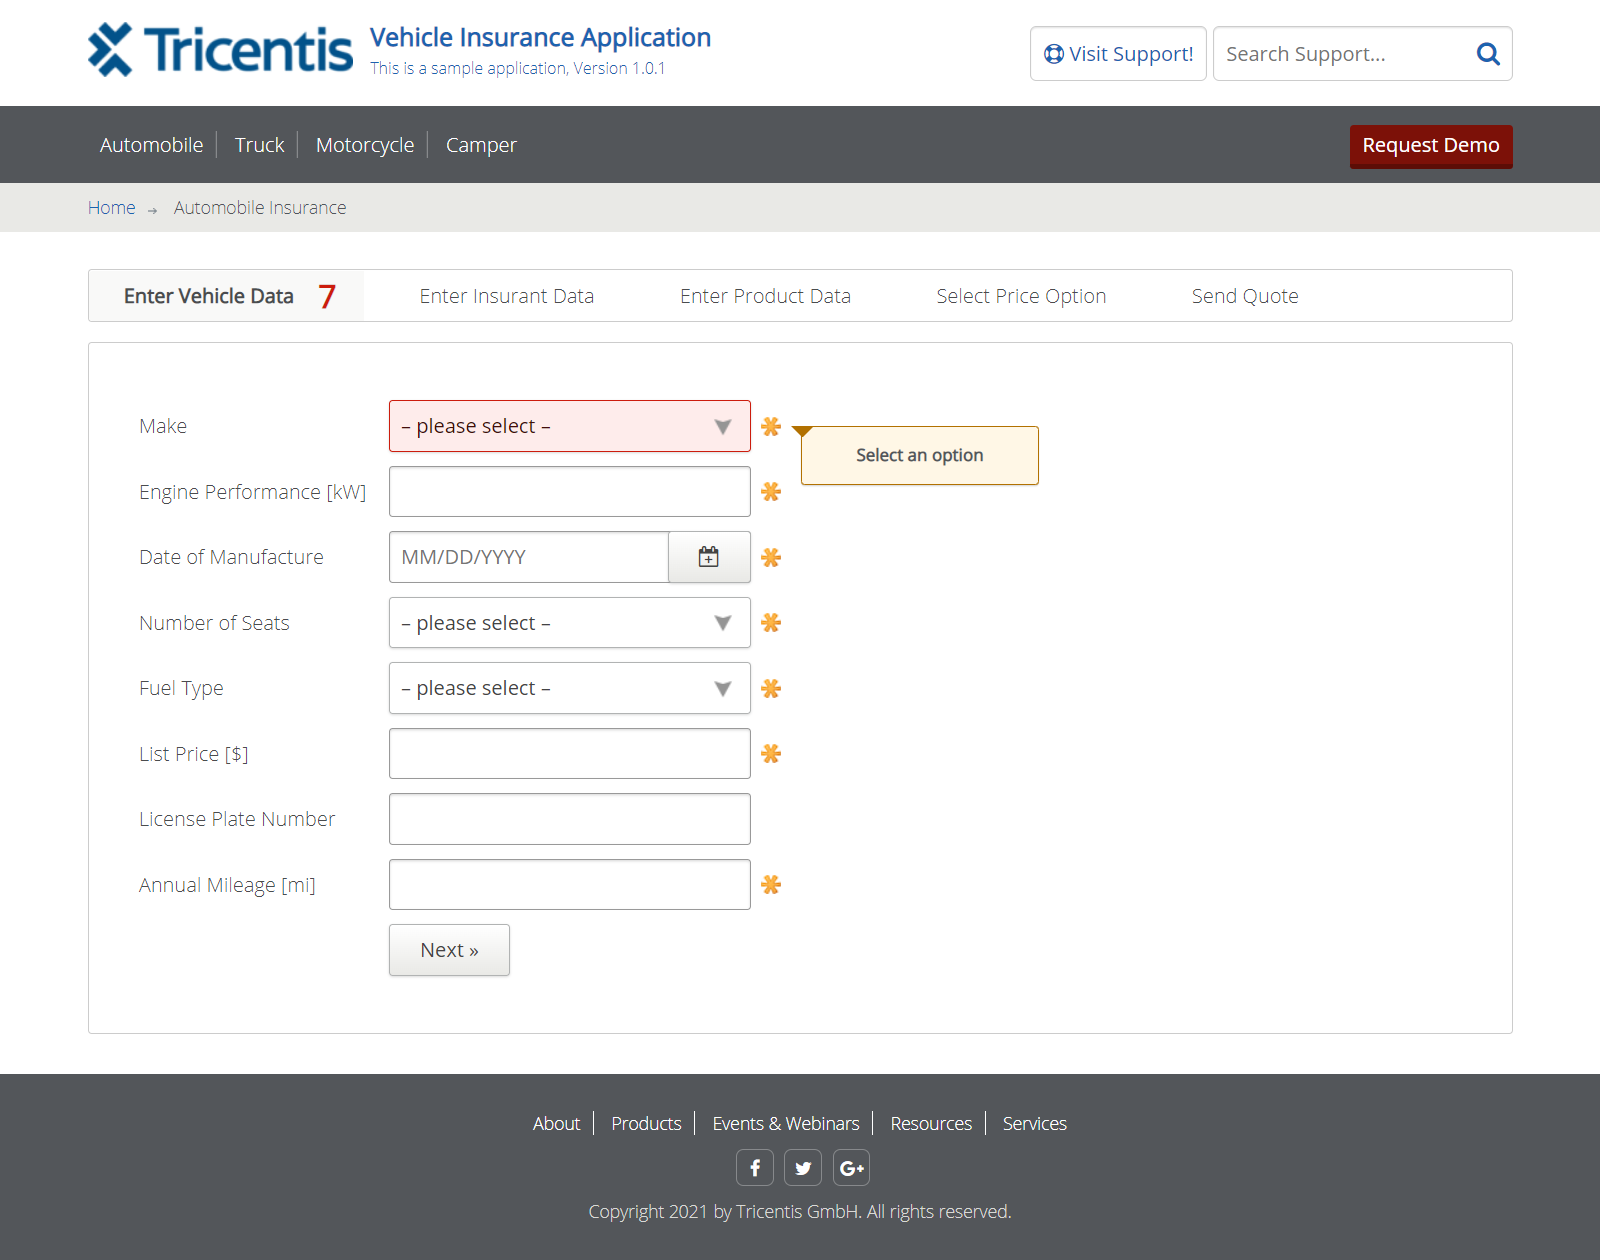 Tricentis
Vehicle Insurance Application
This is a sample application, Version 1.0.1
Visit Support!
Search Support...
Automobile
Truck
Motorcycle
Camper
Request Demo
Home
Automobile Insurance
Enter Vehicle Data 7
Enter Insurant Data
Enter Product Data
Select Price Option
Send Quote
Make
– please select –
Select an option
Engine Performance [kW]
Date of Manufacture
MM/DD/YYYY
Number of Seats
– please select –
Fuel Type
– please select –
List Price [$]
License Plate Number
Annual Mileage [mi]
Next »
About
Products
Events & Webinars
Resources
Services
G+
Copyright 2021 by Tricentis GmbH. All rights reserved.